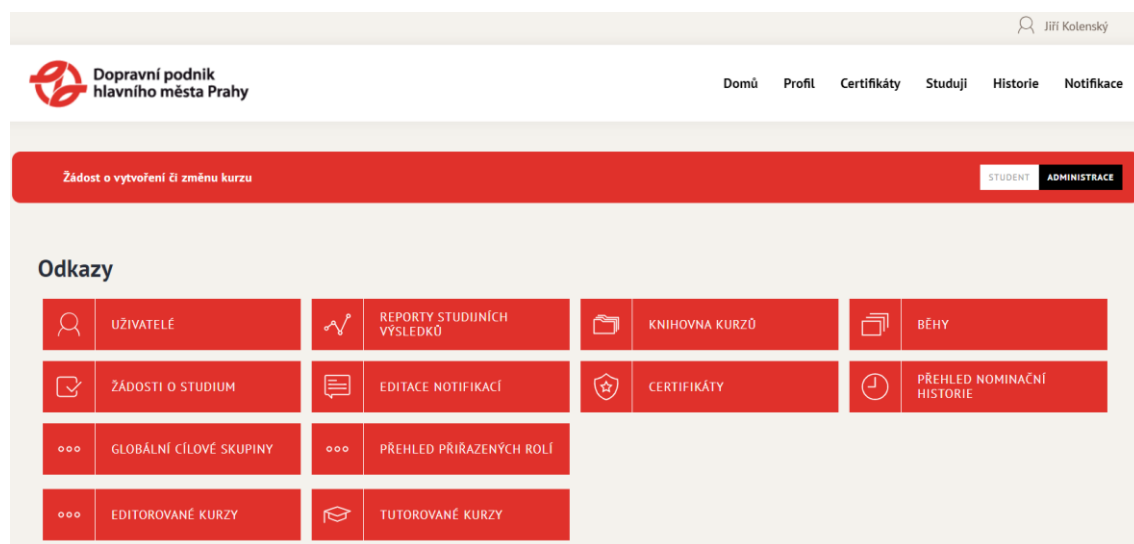 Jiří Kolenský
Dopravní podnik
hlavního města Prahy
Domů Profil Certifikáty Studuji Historie Notifikace
Žádost o vytvoření či změnu kurzu
STUDENT ADMINISTRACE
Odkazy
UŽIVATELÉ
REPORTY STUDIJNÍCH
VÝSLEDKŮ
KNIHOVNA KURZŮ
BĚHY
ŽÁDOSTI O STUDIUM
EDITACE NOTIFIKACÍ
CERTIFIKÁTY
PŘEHLED NOMINAČNÍ
HISTORIE
GLOBÁLNÍ CÍLOVÉ SKUPINY
PŘEHLED PŘIŘAZENÝCH ROLÍ
EDITOROVANÉ KURZY
TUTOROVANÉ KURZY